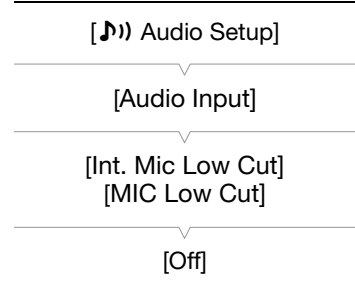 [♪)) Audio Setup]
[Audio Input]
[Int. Mic Low Cut]
[MIC Low Cut]
[Off]